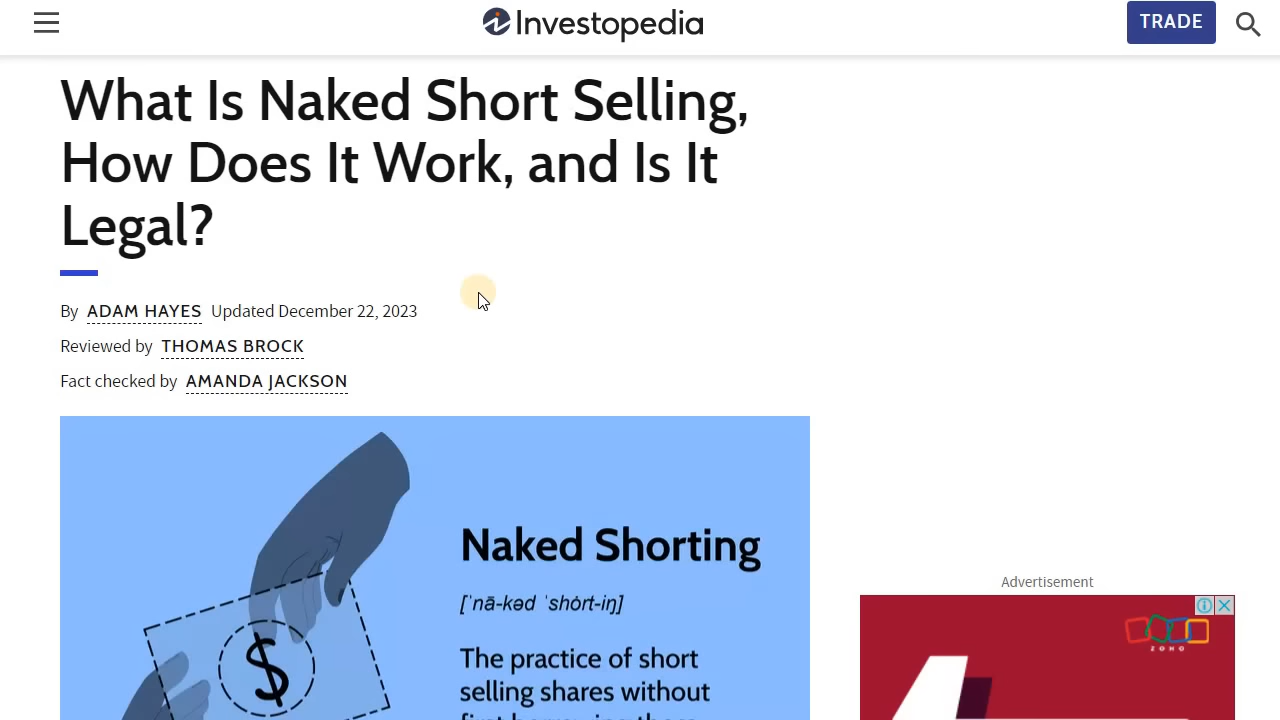 Investopedia
TRADE
What Is Naked Short Selling,
How Does It Work, and Is It
Legal?
By ADAM HAYES Updated December 22, 2023
Reviewed by THOMAS BROCK
Fact checked by AMANDA JACKSON
Naked Shorting
[ˈnā-kəd ˈshȯrt-iŋ]
The practice of short
selling shares without
$
Advertisement
ZOHO